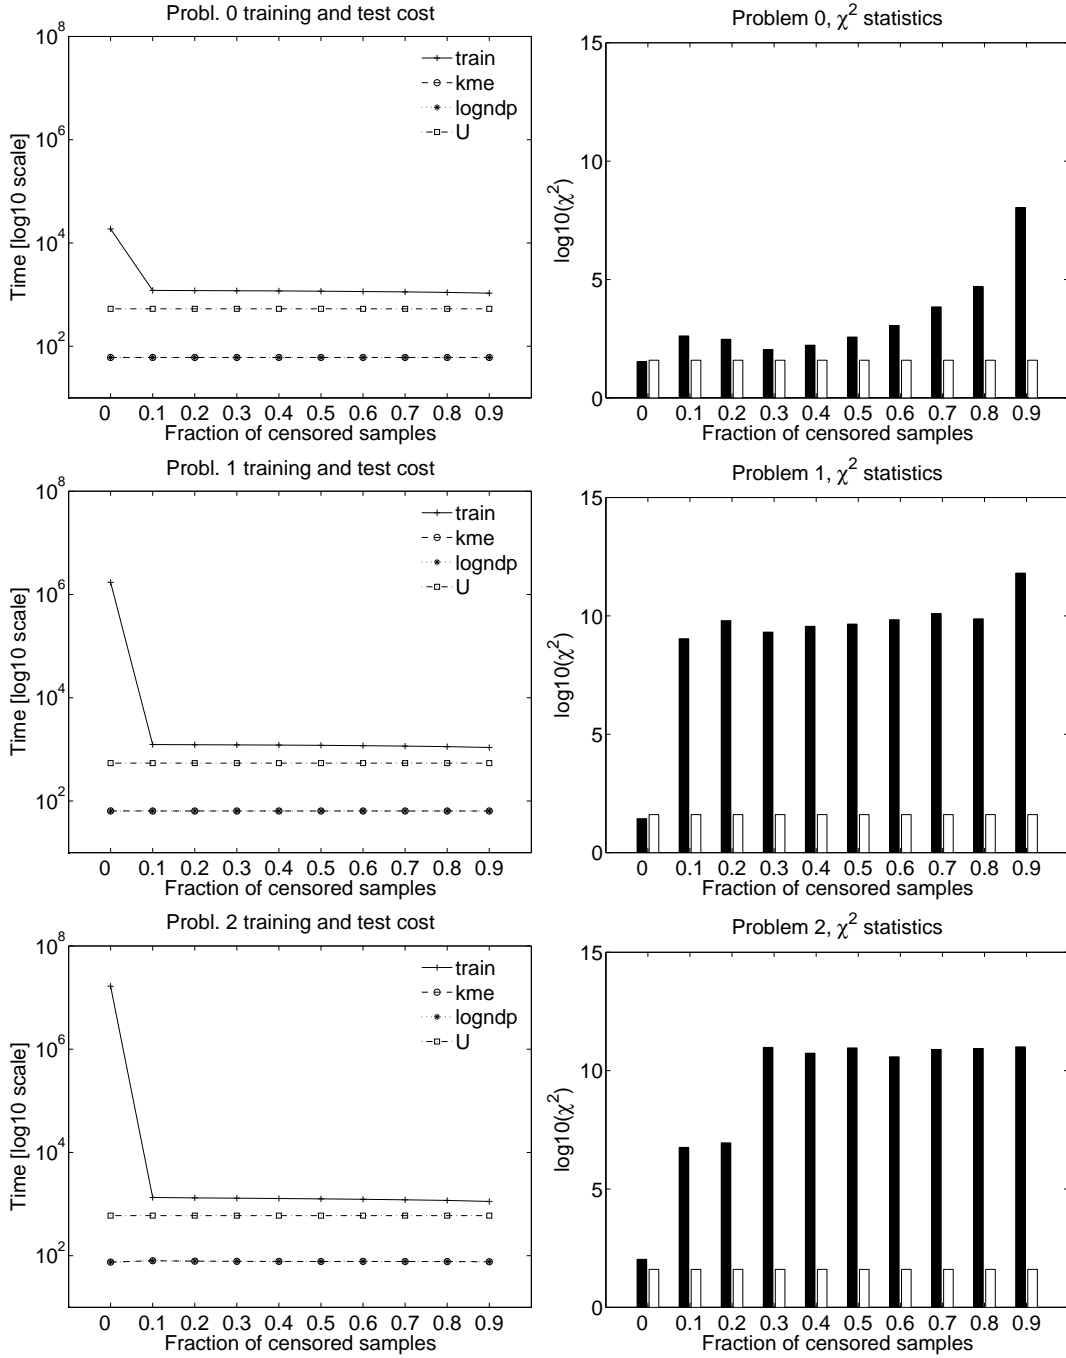 Probl. 0 training and test cost
10^8
10^6
10^4
10^2
Time [log10 scale]
train
kme
logndp
U
0 0.1 0.2 0.3 0.4 0.5 0.6 0.7 0.8 0.9
Fraction of censored samples
Problem 0, χ^2 statistics
15
10
5
0
log10(χ^2)
0 0.1 0.2 0.3 0.4 0.5 0.6 0.7 0.8 0.9
Fraction of censored samples
Probl. 1 training and test cost
10^8
10^6
10^4
10^2
Time [log10 scale]
train
kme
logndp
U
0 0.1 0.2 0.3 0.4 0.5 0.6 0.7 0.8 0.9
Fraction of censored samples
Problem 1, χ^2 statistics
15
10
5
0
log10(χ^2)
0 0.1 0.2 0.3 0.4 0.5 0.6 0.7 0.8 0.9
Fraction of censored samples
Probl. 2 training and test cost
10^8
10^6
10^4
10^2
Time [log10 scale]
train
kme
logndp
U
0 0.1 0.2 0.3 0.4 0.5 0.6 0.7 0.8 0.9
Fraction of censored samples
Problem 2, χ^2 statistics
15
10
5
0
log10(χ^2)
0 0.1 0.2 0.3 0.4 0.5 0.6 0.7 0.8 0.9
Fraction of censored samples